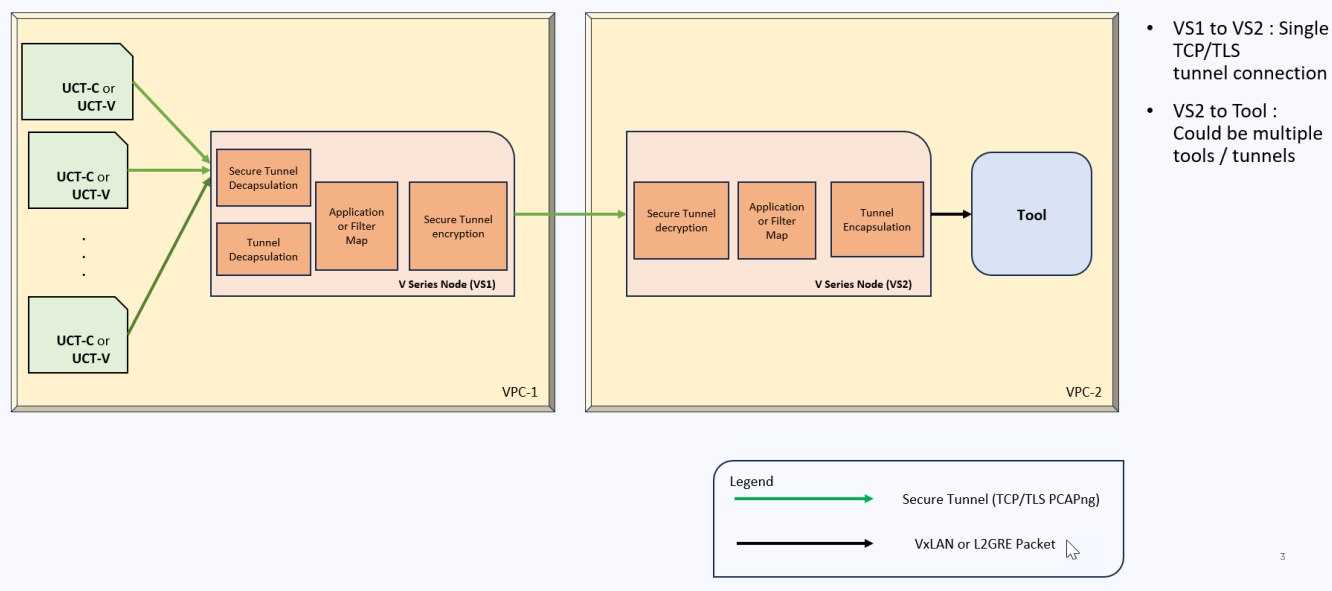 UCT-C or
UCT-V
UCT-C or
UCT-V
.
.
.
UCT-C or
UCT-V
Secure Tunnel
Decapsulation
Tunnel
Decapsulation
Application
or Filter
Map
Secure Tunnel
encryption
V Series Node (VS1)
VPC-1
Secure Tunnel
decryption
Application
or Filter
Map
Tunnel
Encapsulation
V Series Node (VS2)
Tool
VPC-2
• VS1 to VS2 : Single
TCP/TLS
tunnel connection
• VS2 to Tool :
Could be multiple
tools / tunnels
Legend
Secure Tunnel (TCP/TLS PCAPng)
VxLAN or L2GRE Packet
3